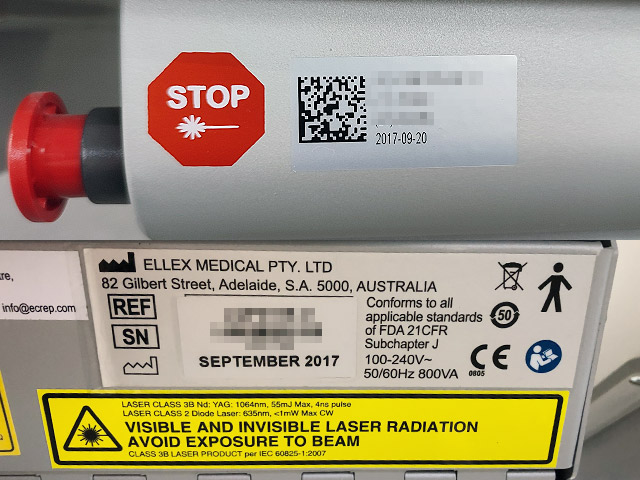 STOP
2017-09-20
re,
info@ecrep.com
ELLEX MEDICAL PTY. LTD
82 Gilbert Street, Adelaide, S.A. 5000, AUSTRALIA
REF
SN
SEPTEMBER 2017
Conforms to all
applicable standards
of FDA 21CFR
Subchapter J
100-240V~
50/60Hz 800VA
50
CE
0805
LASER CLASS 3B Nd: YAG: 1064nm, 55mJ Max, 4ns pulse
LASER CLASS 2 Diode Laser: 635nm, <1mW Max CW
VISIBLE AND INVISIBLE LASER RADIATION
AVOID EXPOSURE TO BEAM
CLASS 3B LASER PRODUCT per IEC 60825-1:2007